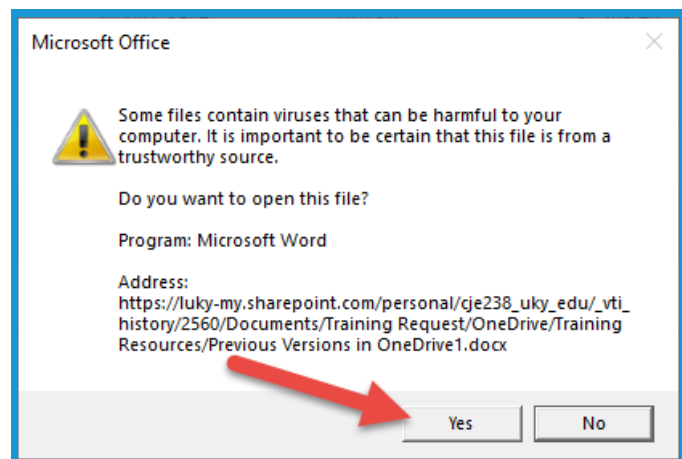 Microsoft Office
Some files contain viruses that can be harmful to your
computer. It is important to be certain that this file is from a
trustworthy source.
Do you want to open this file?
Program: Microsoft Word
Address:
https://luky-my.sharepoint.com/personal/cje238_uky_edu/_vti_
history/2560/Documents/Training Request/OneDrive/Training
Resources/Previous Versions in OneDrive1.docx
Yes
No